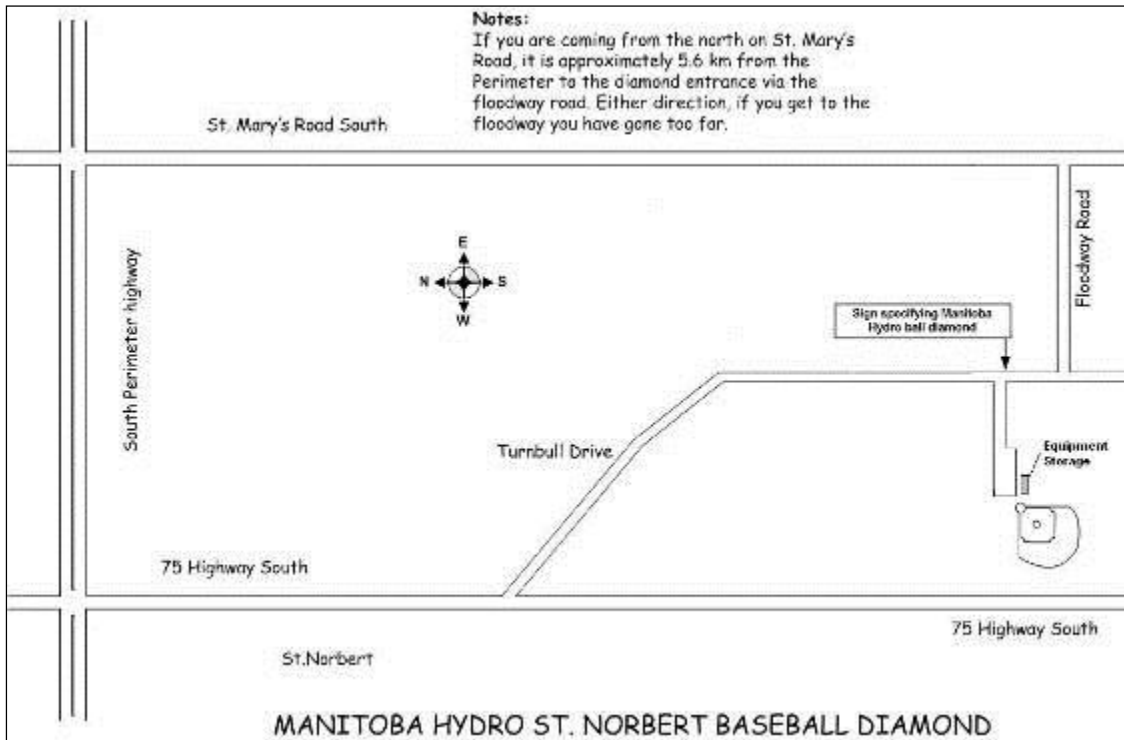 Notes:
If you are coming from the north on St. Mary's
Road, it is approximately 5.6 km from the
Perimeter to the diamond entrance via the
floodway road. Either direction, if you get to the
floodway you have gone too far.
St. Mary's Road South
South Perimeter highway
Floodway Road
E
N
S
W
Sign specifying Manitoba
Hydro ball diamond
Turnbull Drive
Equipment
Storage
75 Highway South
75 Highway South
St.Norbert
MANITOBA HYDRO ST. NORBERT BASEBALL DIAMOND